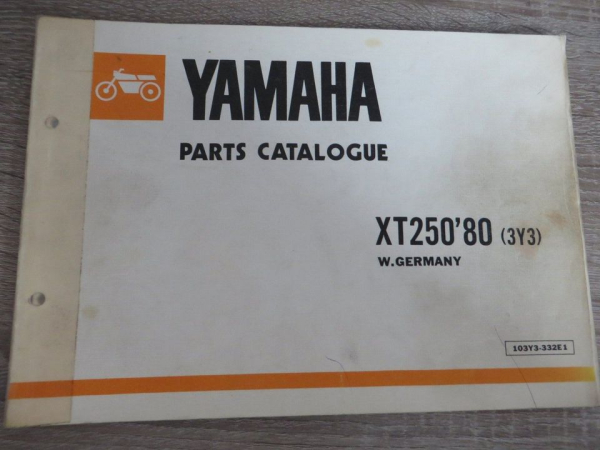 YAMAHA
PARTS CATALOGUE
XT250'80 (3Y3)
W.GERMANY
103Y3-332E1